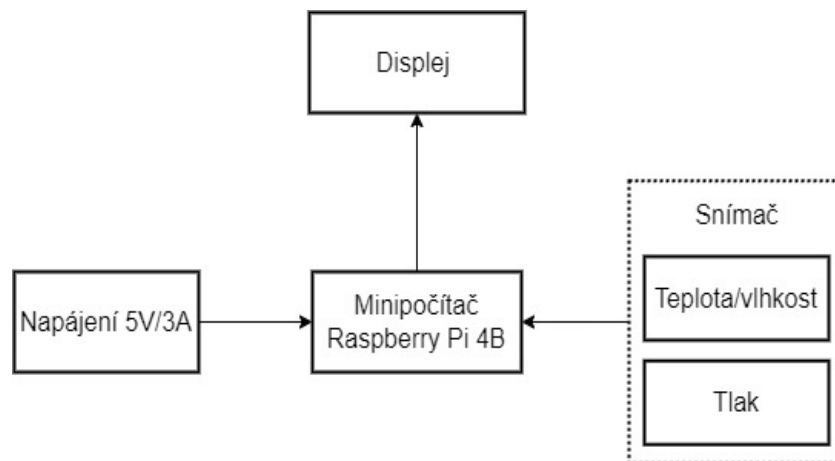 Displej
Snímač
Teplota/vlhkost
Napájení 5V/3A
Minipočítač
Raspberry Pi 4B
Tlak